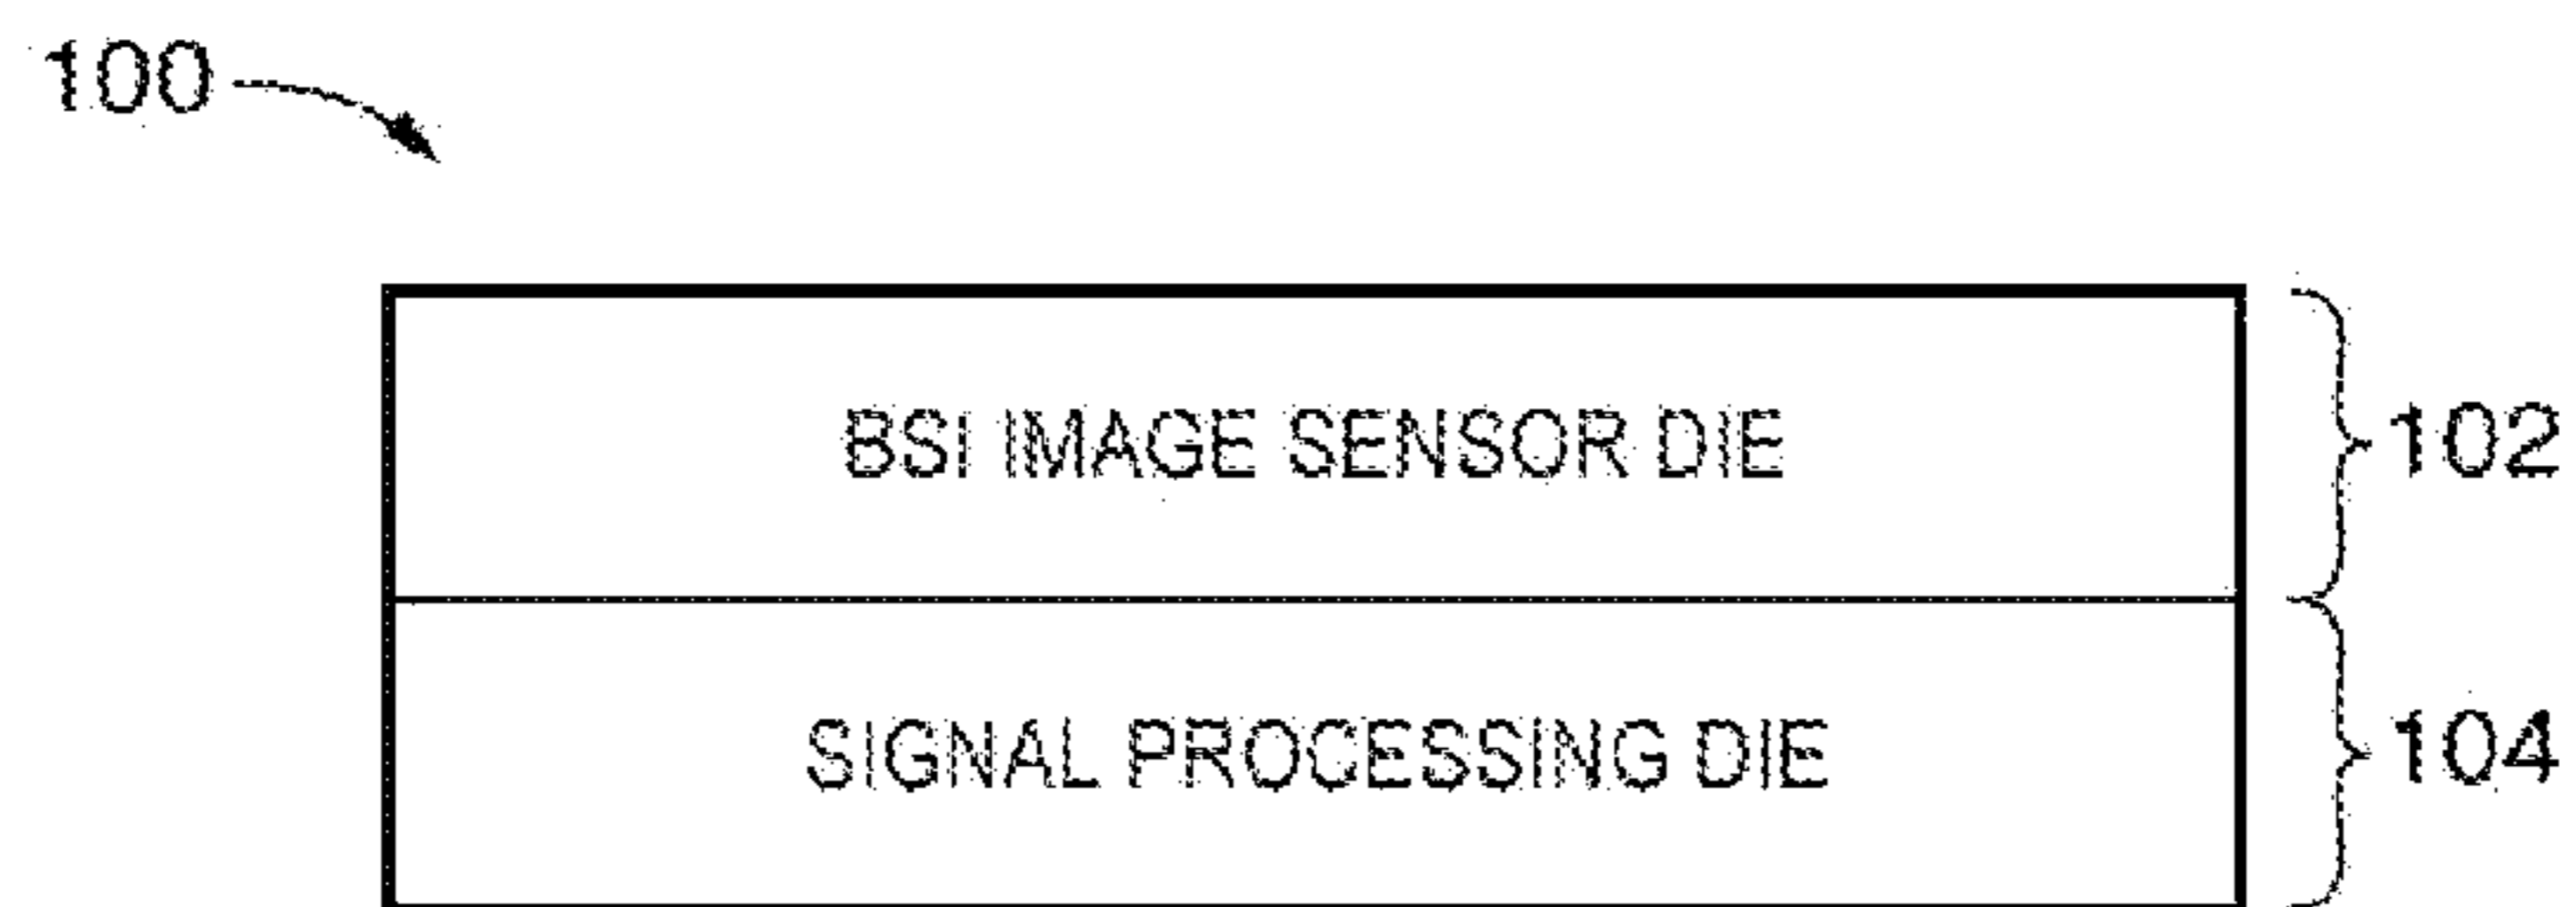 100
BSI IMAGE SENSOR DIE
102
SIGNAL PROCESSING DIE
104